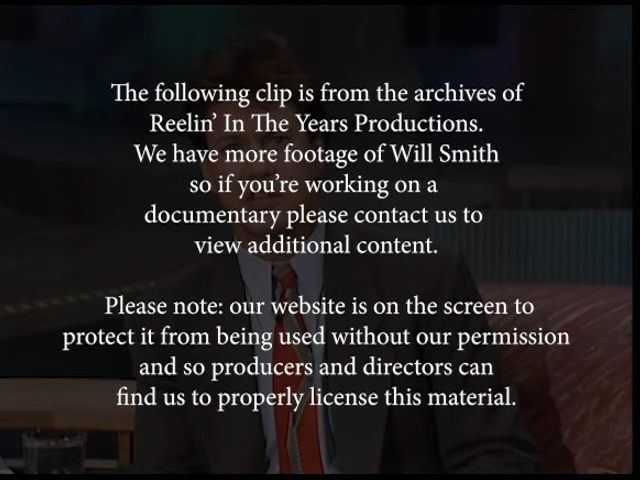 The following clip is from the archives of
Reelin’ In The Years Productions.
We have more footage of Will Smith
so if you’re working on a
documentary please contact us to
view additional content.
Please note: our website is on the screen to
protect it from being used without our permission
and so producers and directors can
find us to properly license this material.